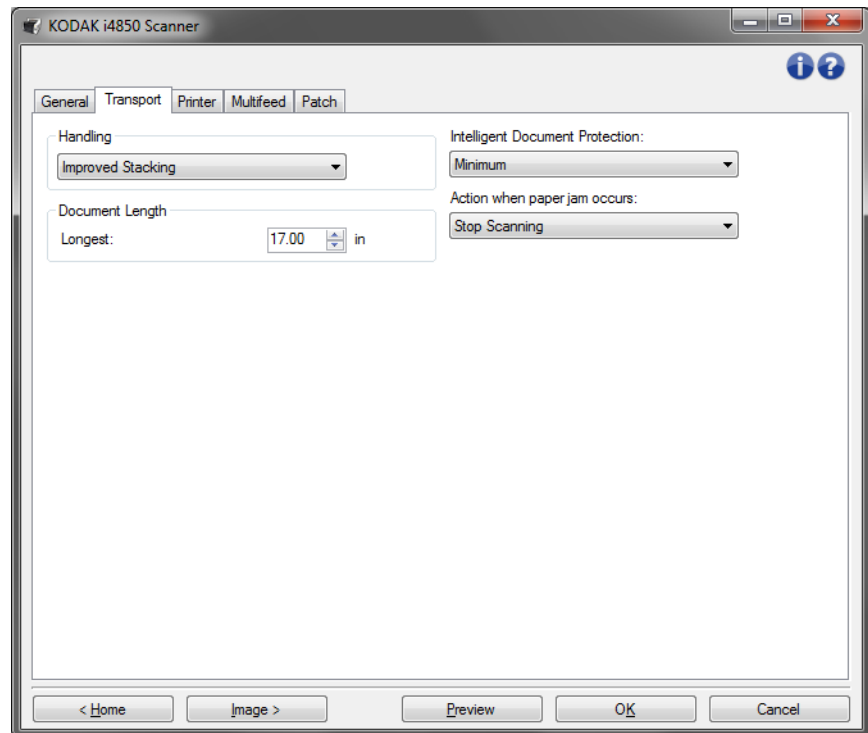 KODAK i4850 Scanner
General Transport Printer Multifeed Patch
Handling
Improved Stacking
Document Length
Longest: 17.00 in
Intelligent Document Protection:
Minimum
Action when paper jam occurs:
Stop Scanning
< Home Image > Preview OK Cancel